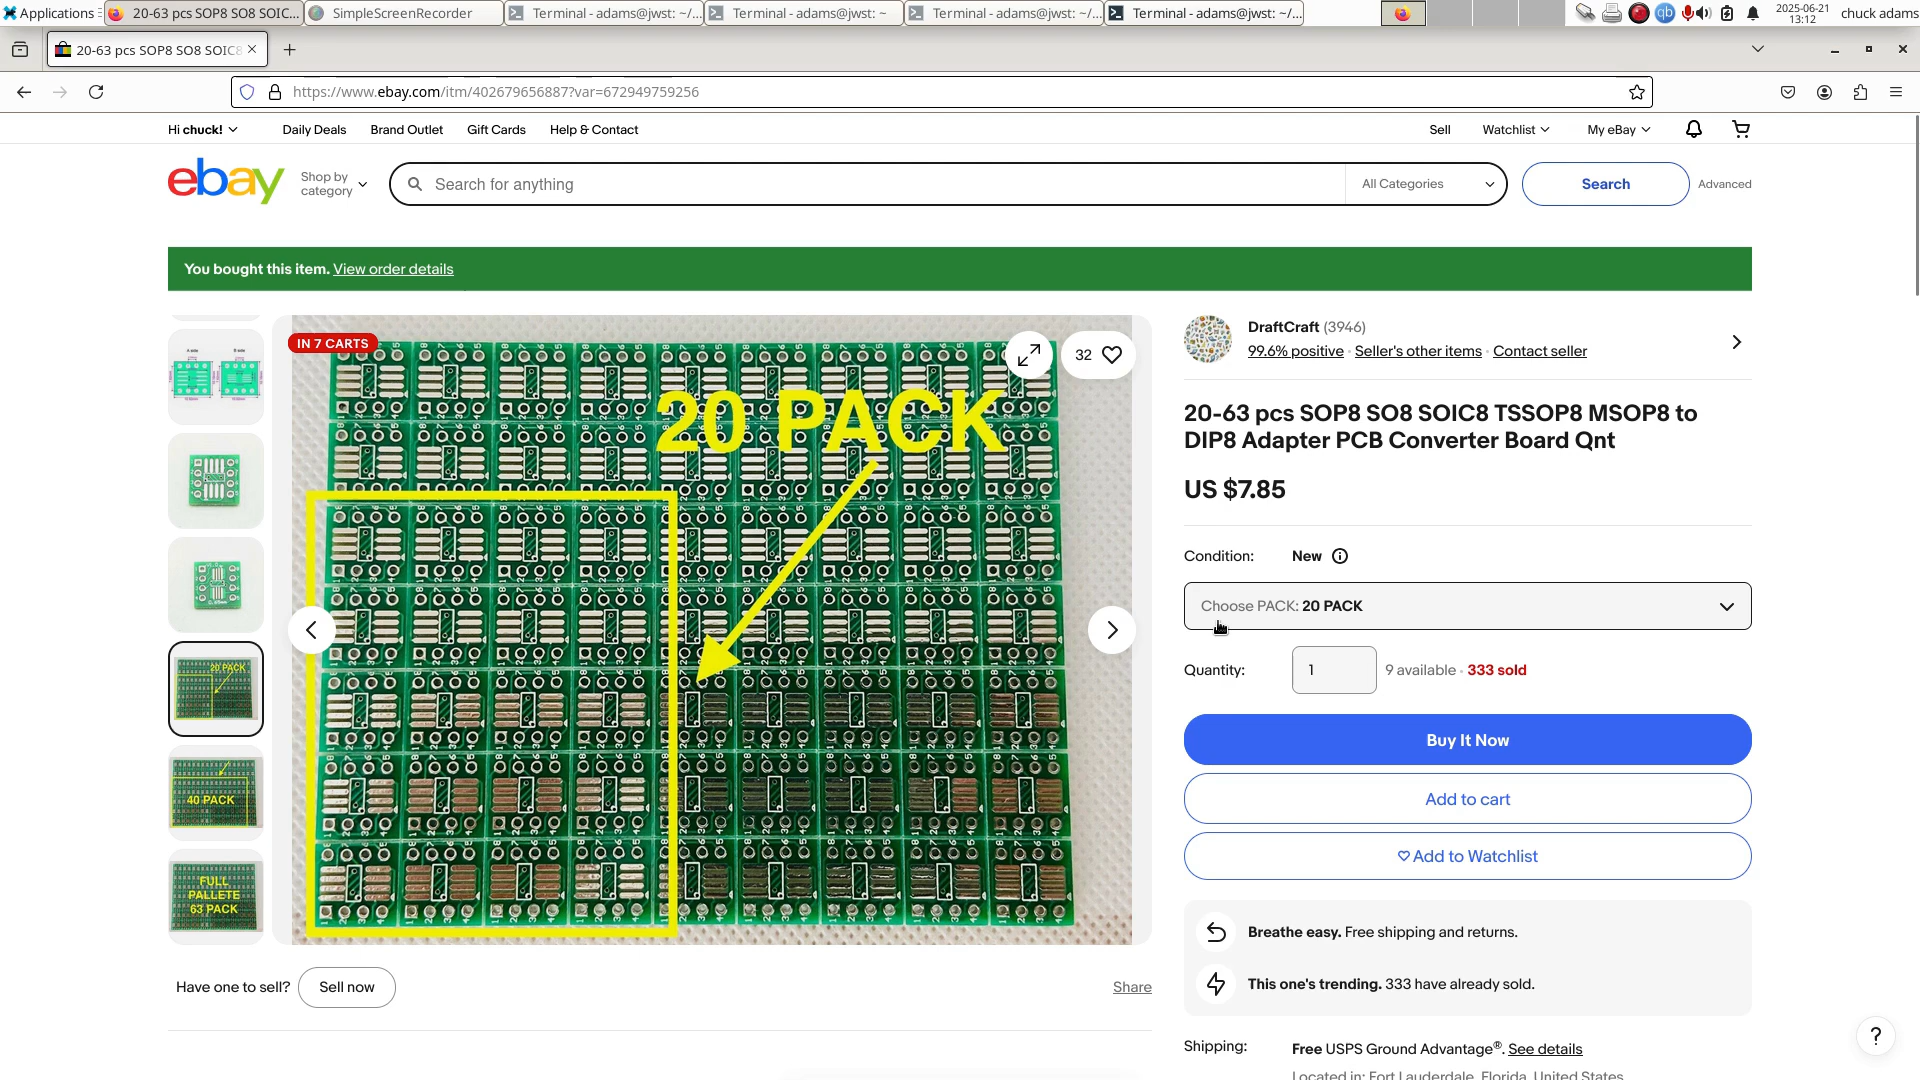 Applications
20-63 pcs SOP8 SO8 SOIC...
SimpleScreenRecorder
Terminal - adams@jwst: ~/...
Terminal - adams@jwst: ~
Terminal - adams@jwst: ~/...
Terminal - adams@jwst: ~/...
2025-06-21
13:12
chuck adams
20-63 pcs SOP8 SO8 SOIC8
https://www.ebay.com/itm/402679656887?var=672949759256
Hi chuck!
Daily Deals
Brand Outlet
Gift Cards
Help & Contact
Sell
Watchlist
My eBay
ebay
Shop by
category
Search for anything
All Categories
Search
Advanced
You bought this item. View order details
IN 7 CARTS
32
20 PACK
20 PACK
40 PACK
FULL
PALLETE
63 PACK
Have one to sell?
Sell now
Share
DraftCraft (3946)
99.6% positive · Seller's other items · Contact seller
20-63 pcs SOP8 SO8 SOIC8 TSSOP8 MSOP8 to
DIP8 Adapter PCB Converter Board Qnt
US $7.85
Condition:
New
Choose PACK: 20 PACK
Quantity:
1
9 available · 333 sold
Buy It Now
Add to cart
Add to Watchlist
Breathe easy. Free shipping and returns.
This one's trending. 333 have already sold.
Shipping:
Free USPS Ground Advantage®. See details
Located in: Fort Lauderdale, Florida, United States
?